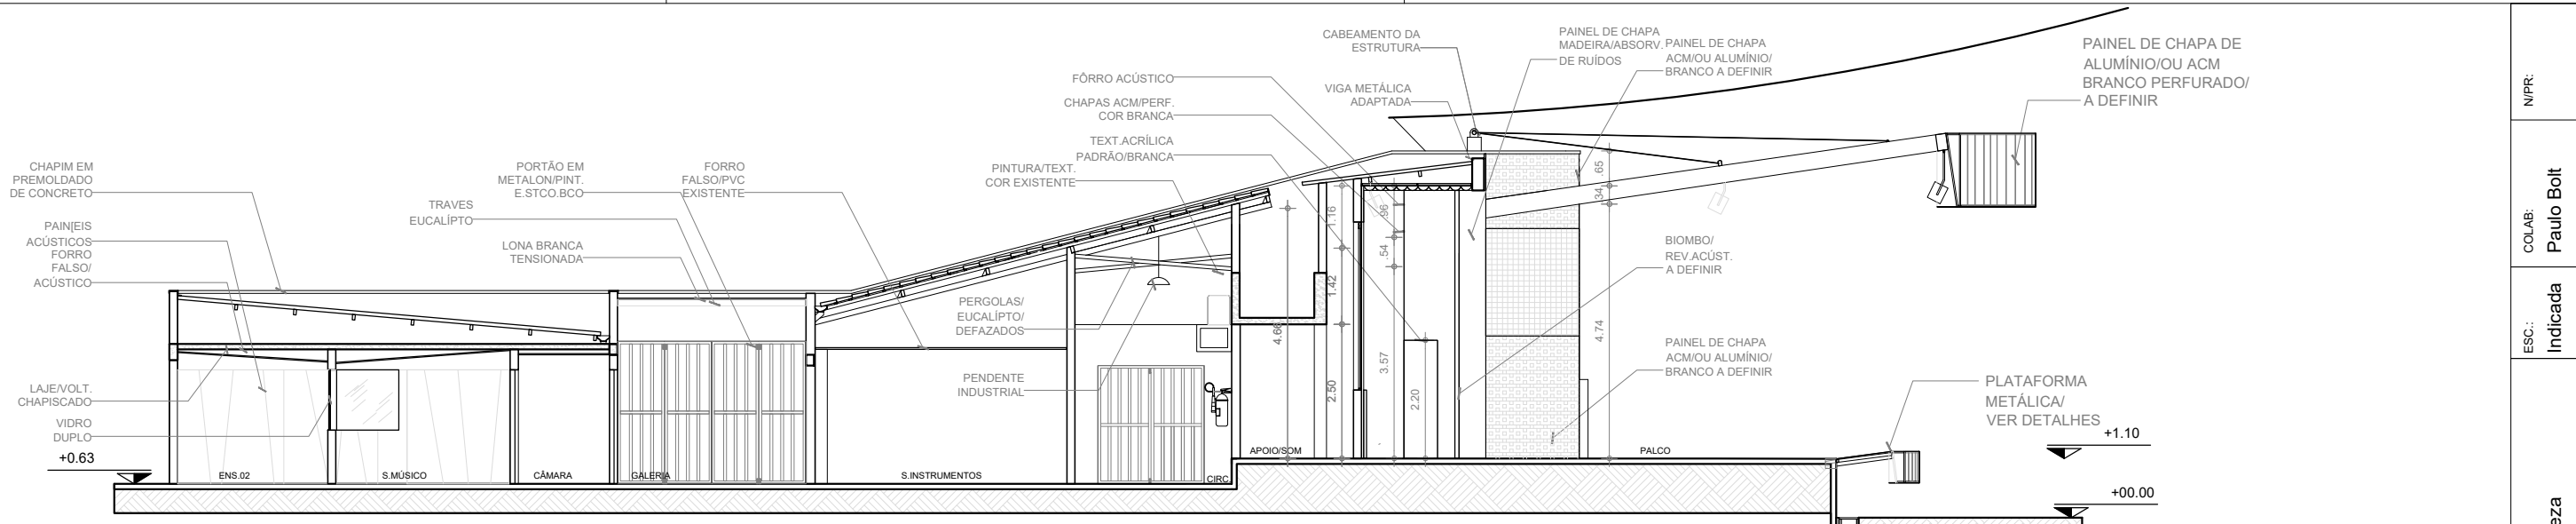 CHAPIM EM
PREMOLDADO
DE CONCRETO
PAIN[EIS
ACÚSTICOS
FORRO
FALSO/
ACÚSTICO
LAJE/VOLT.
CHAPISCADO
VIDRO
DUPLO
+0.63
PORTÃO EM
METALON/PINT.
E.STCO.BCO
TRAVES
EUCALÍPTO
LONA BRANCA
TENSIONADA
FORRO
FALSO/PVC
EXISTENTE
FÔRRO ACÚSTICO
CHAPAS ACM/PERF.
COR BRANCA
TEXT.ACRÍLICA
PADRÃO/BRANCA
PINTURA/TEXT.
COR EXISTENTE
PERGOLAS/
EUCALÍPTO/
DEFAZADOS
PENDENTE
INDUSTRIAL
CABEAMENTO DA
ESTRUTURA
VIGA METÁLICA
ADAPTADA
PAINEL DE CHAPA
MADEIRA/ABSORV.
DE RUÍDOS
PAINEL DE CHAPA
ACM/OU ALUMÍNIO/
BRANCO A DEFINIR
PAINEL DE CHAPA DE
ALUMÍNIO/OU ACM
BRANCO PERFURADO/
A DEFINIR
BIOMBO/
REV.ACÚST.
A DEFINIR
PAINEL DE CHAPA
ACM/OU ALUMÍNIO/
BRANCO A DEFINIR
PLATAFORMA
METÁLICA/
VER DETALHES
+1.10
+00.00
4.66
1.16
1.42
2.50
.96
.54
3.57
2.20
.65
.34
4.74
ENS.02
S.MÚSICO
CÂMARA
GALERIA
S.INSTRUMENTOS
CIRC.
APOIO/SOM
PALCO
N/PR:
COLAB:
Paulo Bolt
ESC.:
Indicada
eza